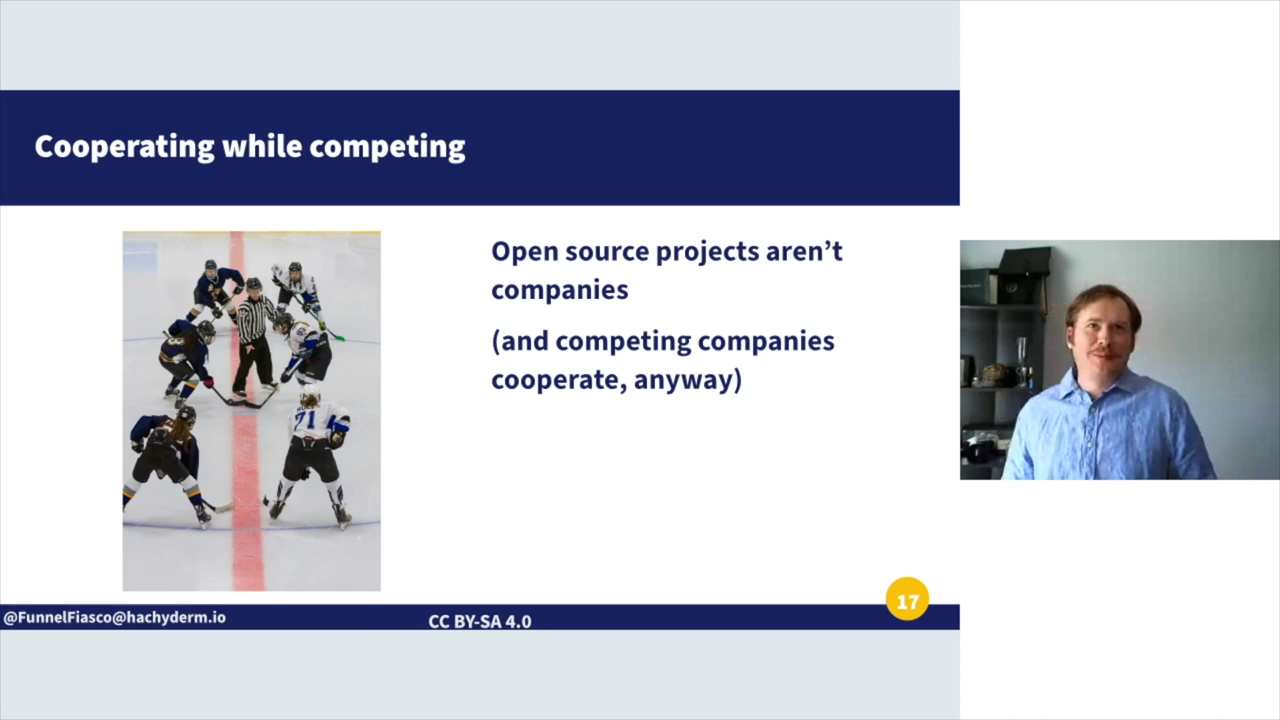 Cooperating while competing
Open source projects aren’t
companies
(and competing companies
cooperate, anyway)
71
17
@FunnelFiasco@hachyderm.io
CC BY-SA 4.0